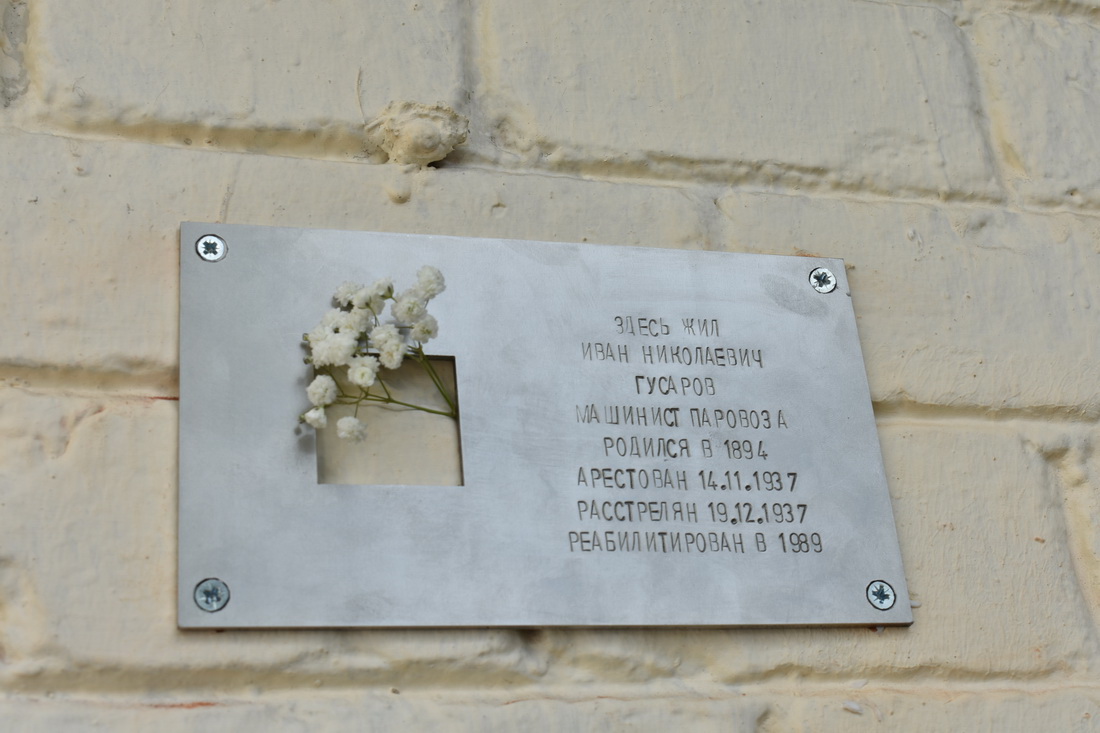 ЗДЕСЬ ЖИЛ
ИВАН НИКОЛАЕВИЧ
ГУСАРОВ
МАШИНИСТ ПАРОВОЗА
РОДИЛСЯ В 1894
АРЕСТОВАН 14.11.1937
РАССТРЕЛЯН 19.12.1937
РЕАБИЛИТИРОВАН В 1989